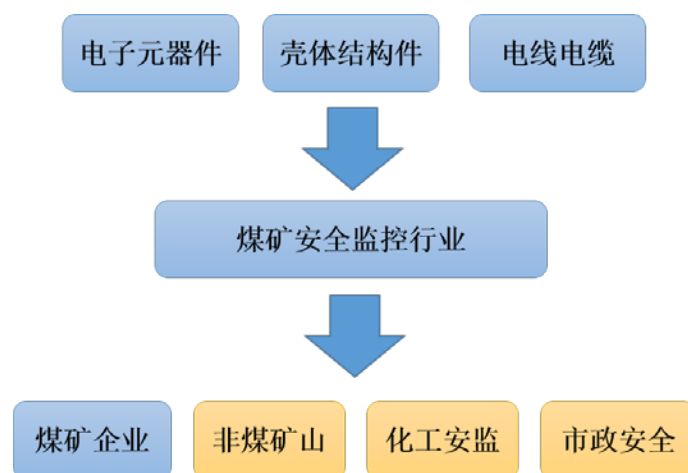 电子元器件 壳体结构件 电线电缆
煤矿安全监控行业
煤矿企业 非煤矿山 化工安监 市政安全